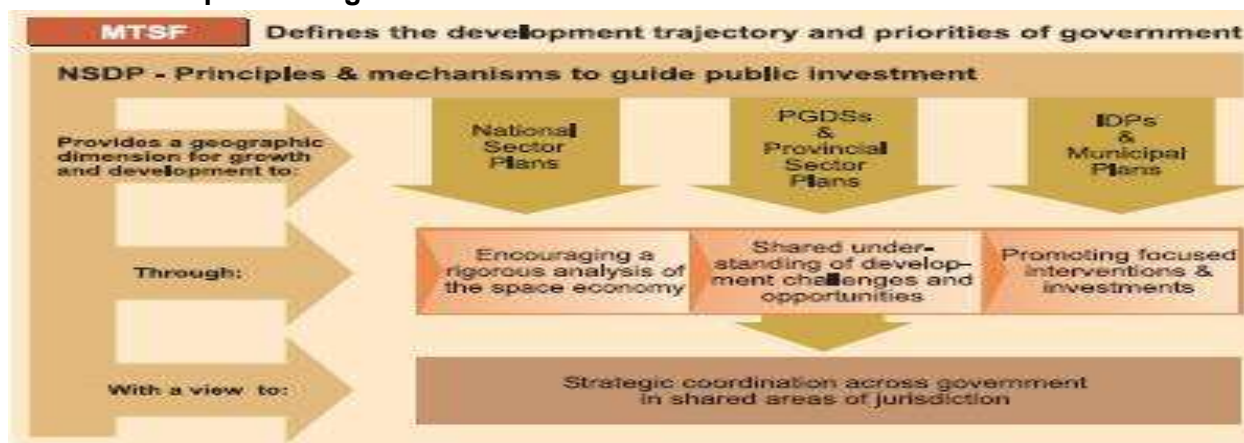 MTSF Defines the development trajectory and priorities of government
NSDP - Principles & mechanisms to guide public investment
Provides a geographic
dimension for growth
and development to:
National
Sector
Plans
PGDSs
&
Provincial
Sector
Plans
IDPs
&
Municipal
Plans
Through:
Encouraging a
rigorous analysis of
the space economy
Shared under-
standing of develop-
ment challenges and
opportunities
Promoting focused
interventions &
investments
With a view to:
Strategic coordination across government
in shared areas of jurisdiction